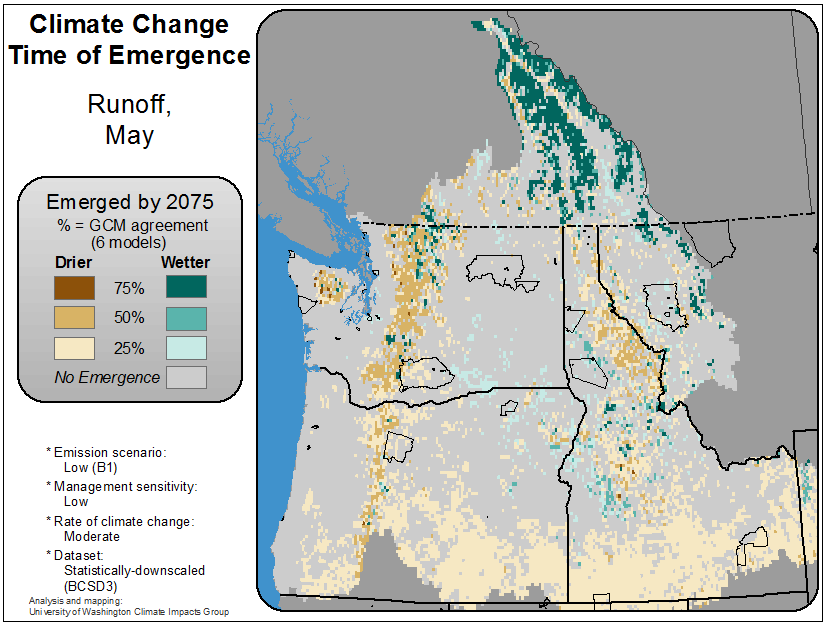 Climate Change
Time of Emergence
Runoff,
May
Emerged by 2075
% = GCM agreement
(6 models)
Drier Wetter
75%
50%
25%
No Emergence
* Emission scenario:
Low (B1)
* Management sensitivity:
Low
* Rate of climate change:
Moderate
* Dataset:
Statistically-downscaled
(BCSD3)
Analysis and mapping:
University of Washington Climate Impacts Group